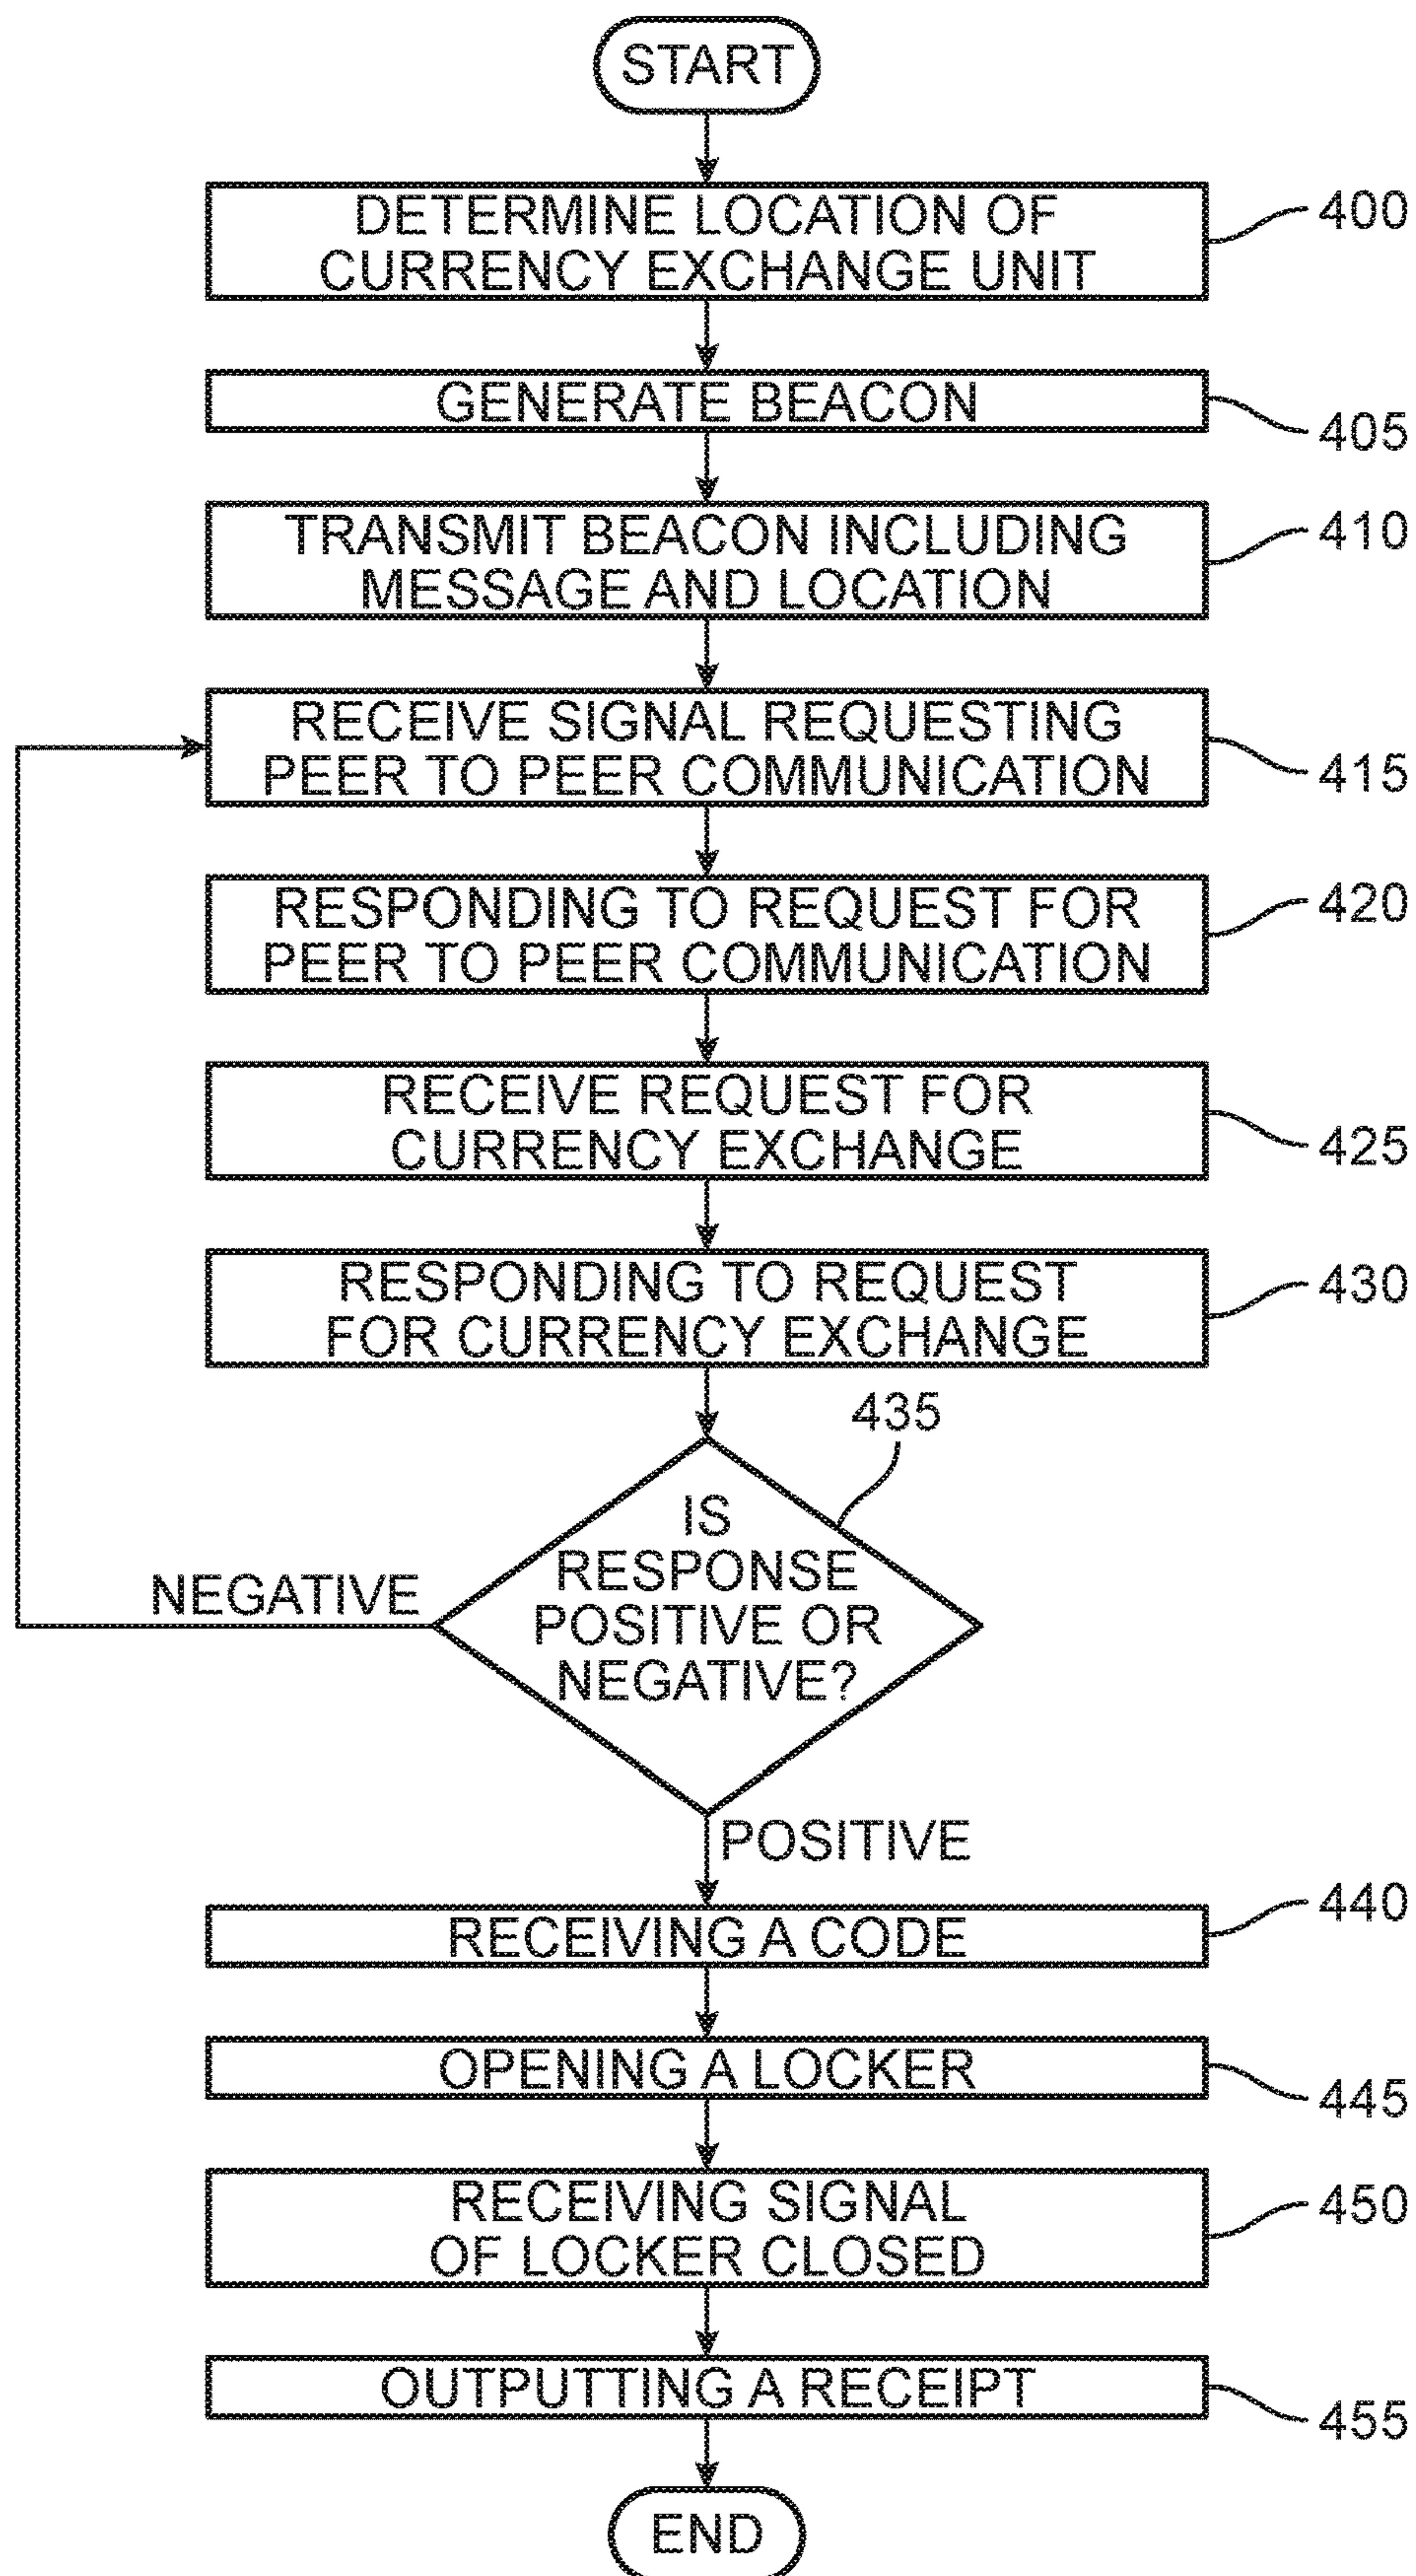 START
DETERMINE LOCATION OF
CURRENCY EXCHANGE UNIT
400
GENERATE BEACON
405
TRANSMIT BEACON INCLUDING
MESSAGE AND LOCATION
410
RECEIVE SIGNAL REQUESTING
PEER TO PEER COMMUNICATION
415
RESPONDING TO REQUEST FOR
PEER TO PEER COMMUNICATION
420
RECEIVE REQUEST FOR
CURRENCY EXCHANGE
425
RESPONDING TO REQUEST
FOR CURRENCY EXCHANGE
430
435
IS
RESPONSE
POSITIVE OR
NEGATIVE?
NEGATIVE
POSITIVE
RECEIVING A CODE
440
OPENING A LOCKER
445
RECEIVING SIGNAL
OF LOCKER CLOSED
450
OUTPUTTING A RECEIPT
455
END